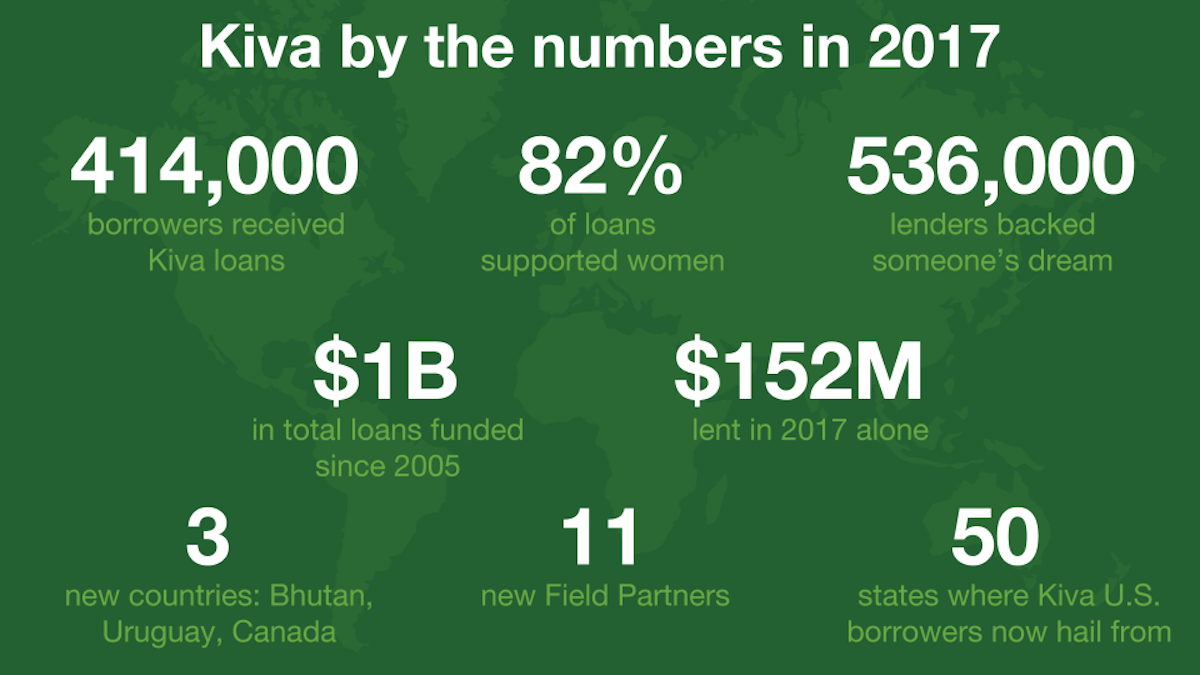 Kiva by the numbers in 2017
414,000
borrowers received
Kiva loans
82%
of loans
supported women
536,000
lenders backed
someone’s dream
$1B
in total loans funded
since 2005
$152M
lent in 2017 alone
3
new countries: Bhutan,
Uruguay, Canada
11
new Field Partners
50
states where Kiva U.S.
borrowers now hail from